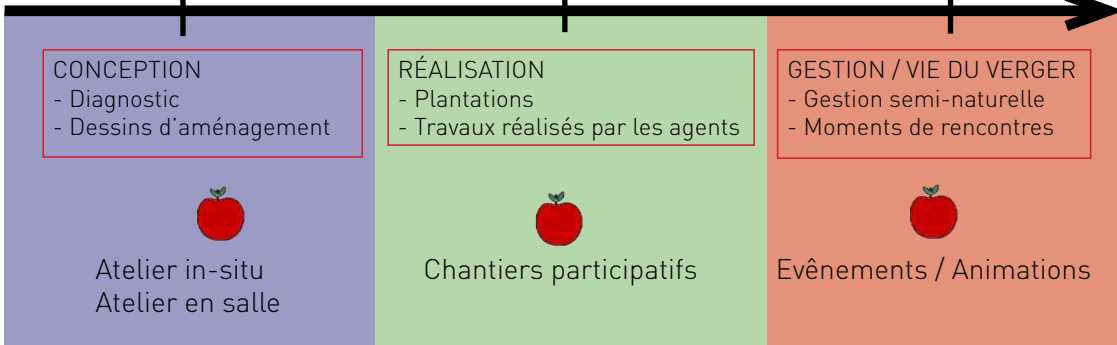 CONCEPTION
- Diagnostic
- Dessins d'aménagement
Atelier in-situ
Atelier en salle
RÉALISATION
- Plantations
- Travaux réalisés par les agents
Chantiers participatifs
GESTION / VIE DU VERGER
- Gestion semi-naturelle
- Moments de rencontres
Evênements / Animations